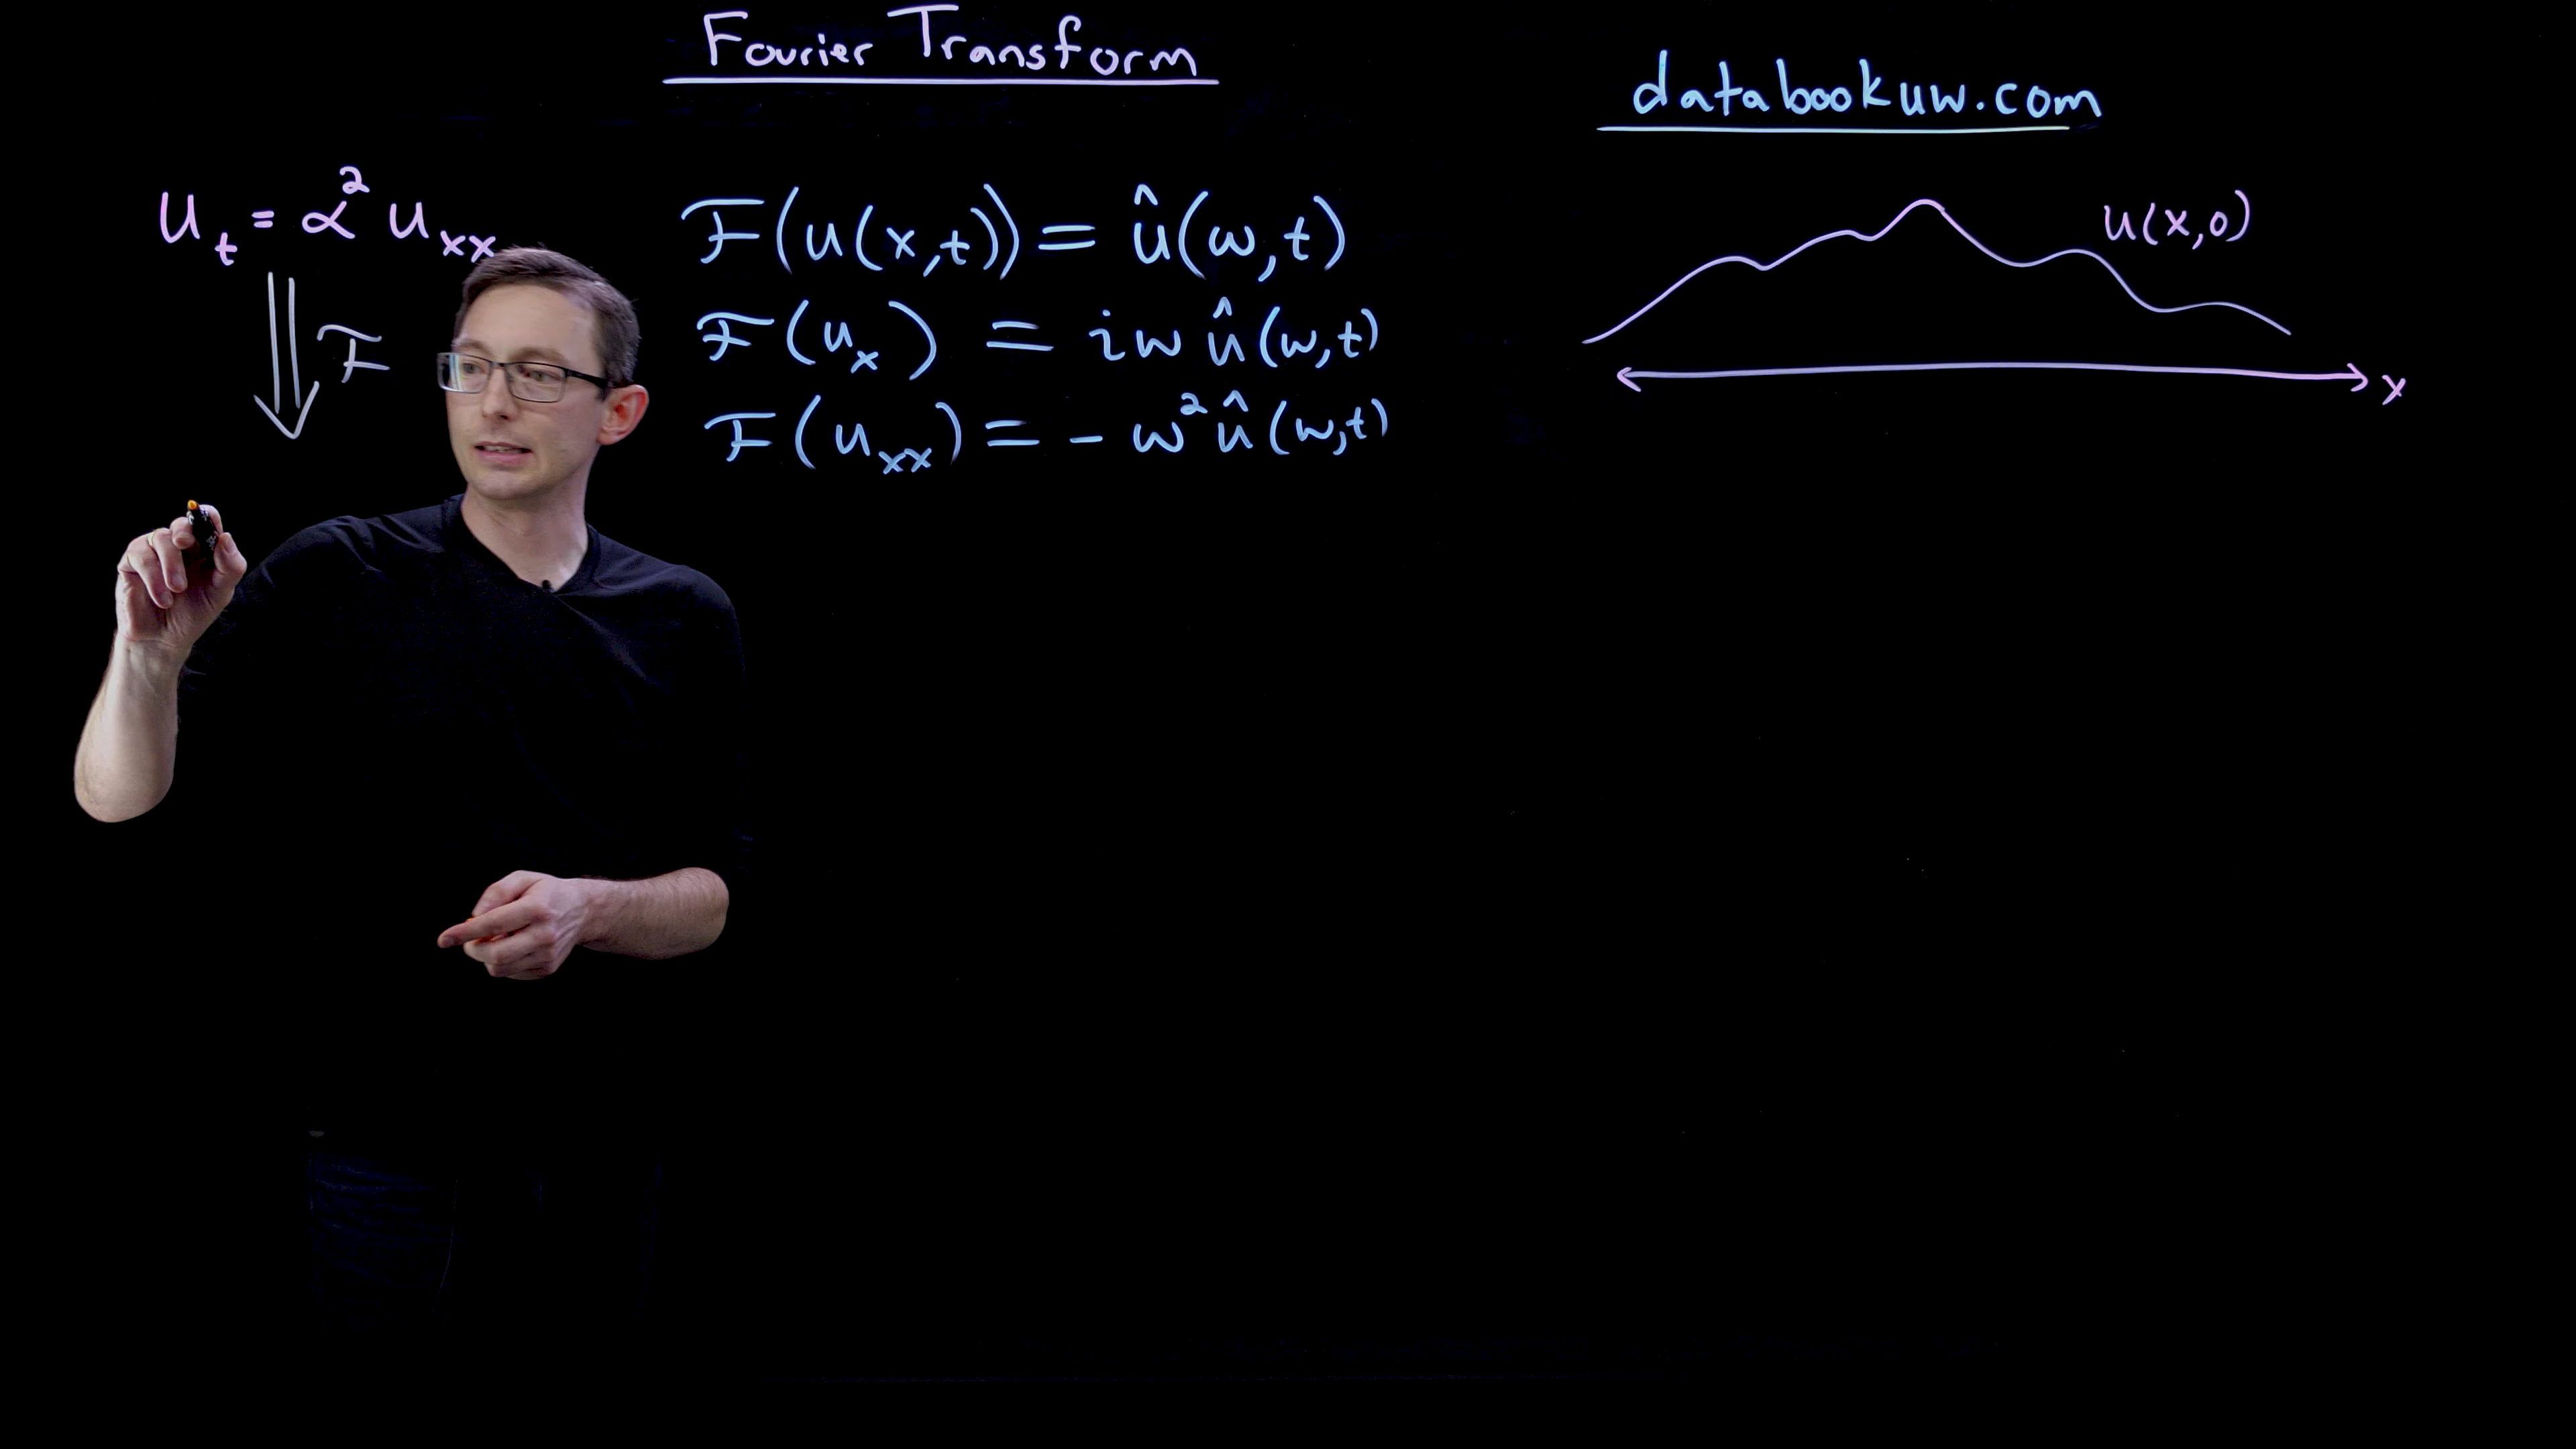 Fourier Transform
databookuw.com
u_t = α² u_xx
ℱ
ℱ(u(x,t)) = û(ω,t)
ℱ(u_x) = iω û(ω,t)
ℱ(u_xx) = - ω² û(ω,t)
u(x,0)
x